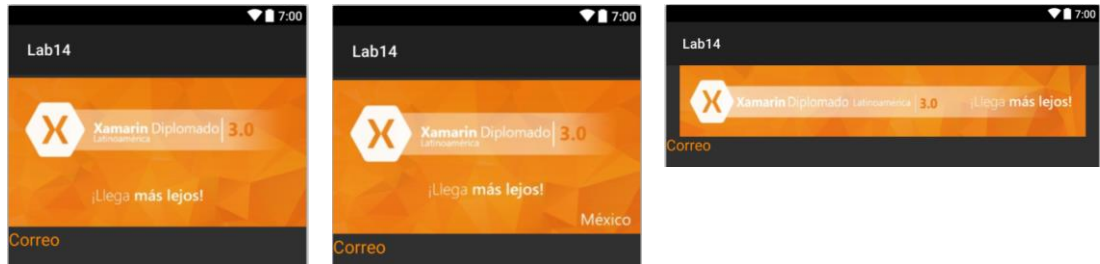 7:00
Lab14
X
Xamarin Diplomado 3.0
Latinoamérica
¡Llega más lejos!
Correo
7:00
Lab14
X
Xamarin Diplomado 3.0
Latinoamérica
¡Llega más lejos!
México
Correo
7:00
Lab14
X Xamarin Diplomado Latinoamérica 3.0 ¡Llega más lejos!
Correo